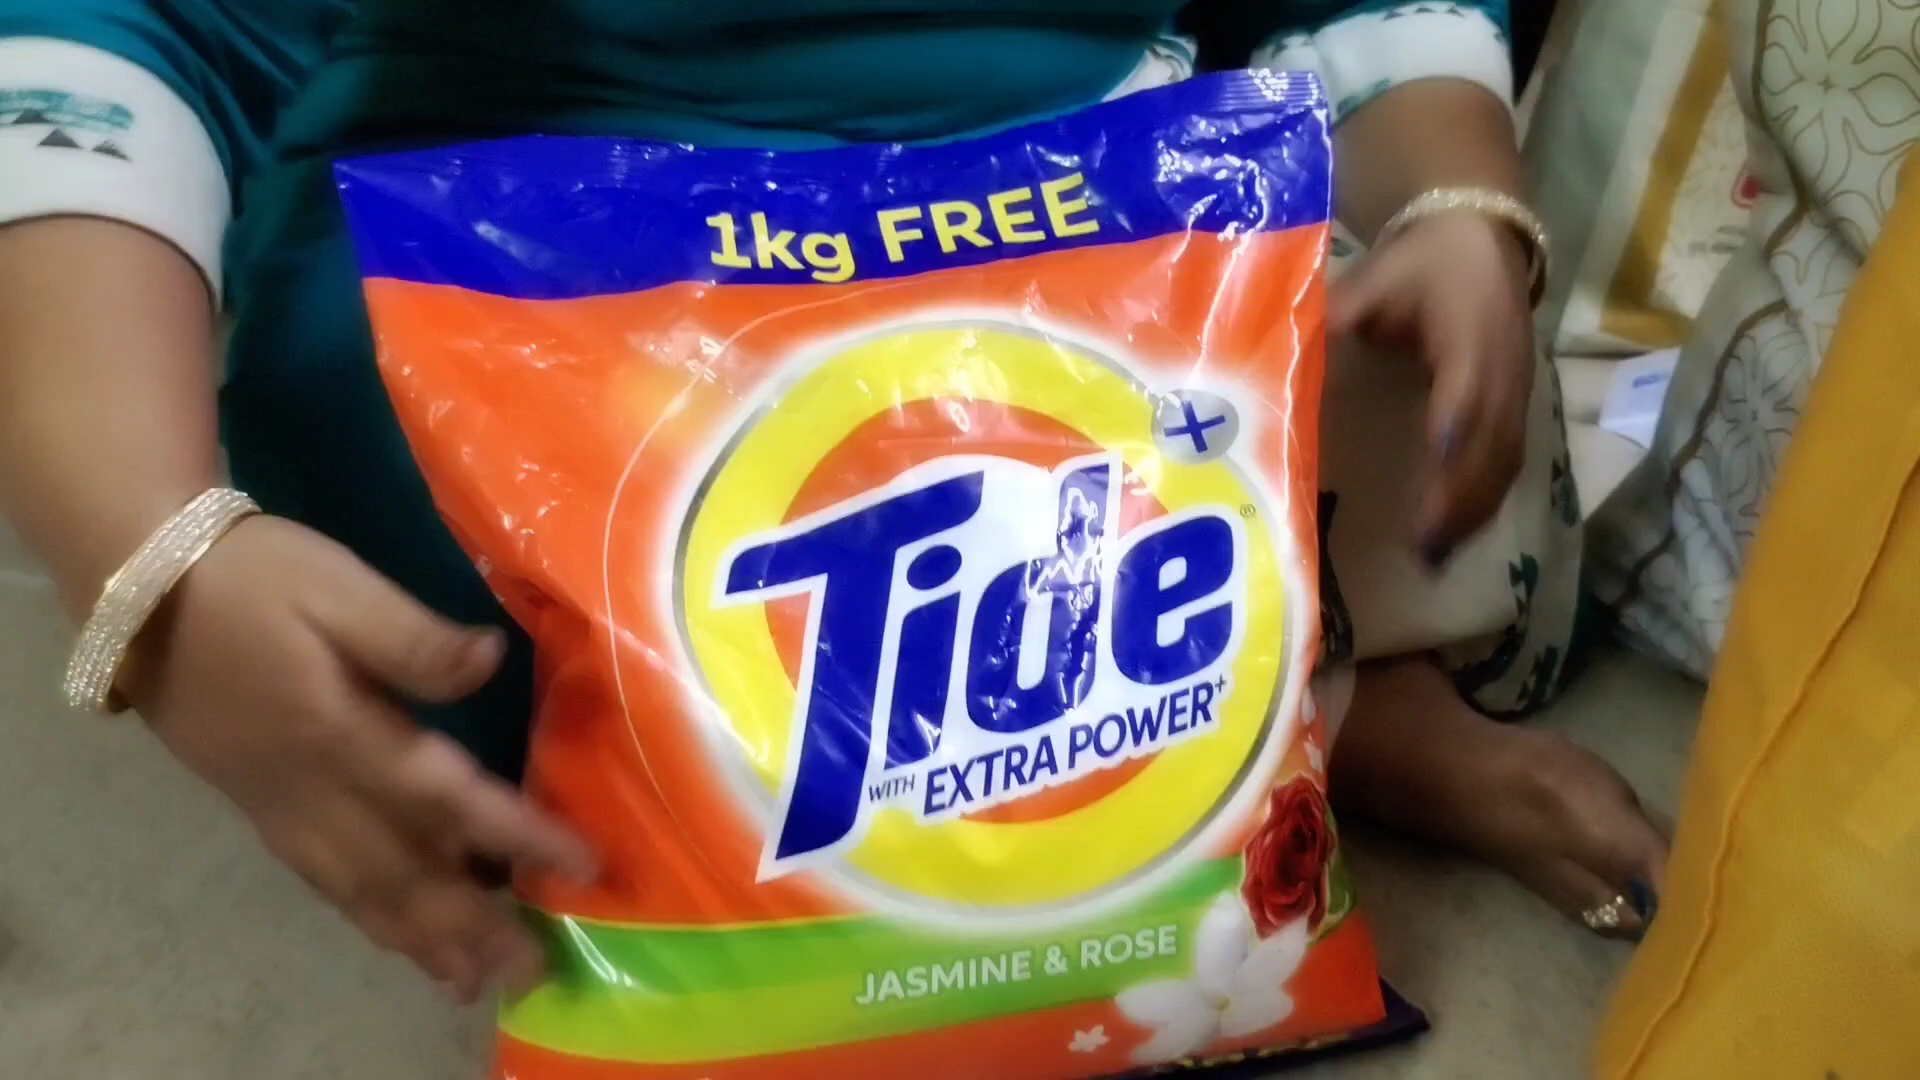 1kg FREE
+
Tide®
WITH EXTRA POWER+
JASMINE & ROSE